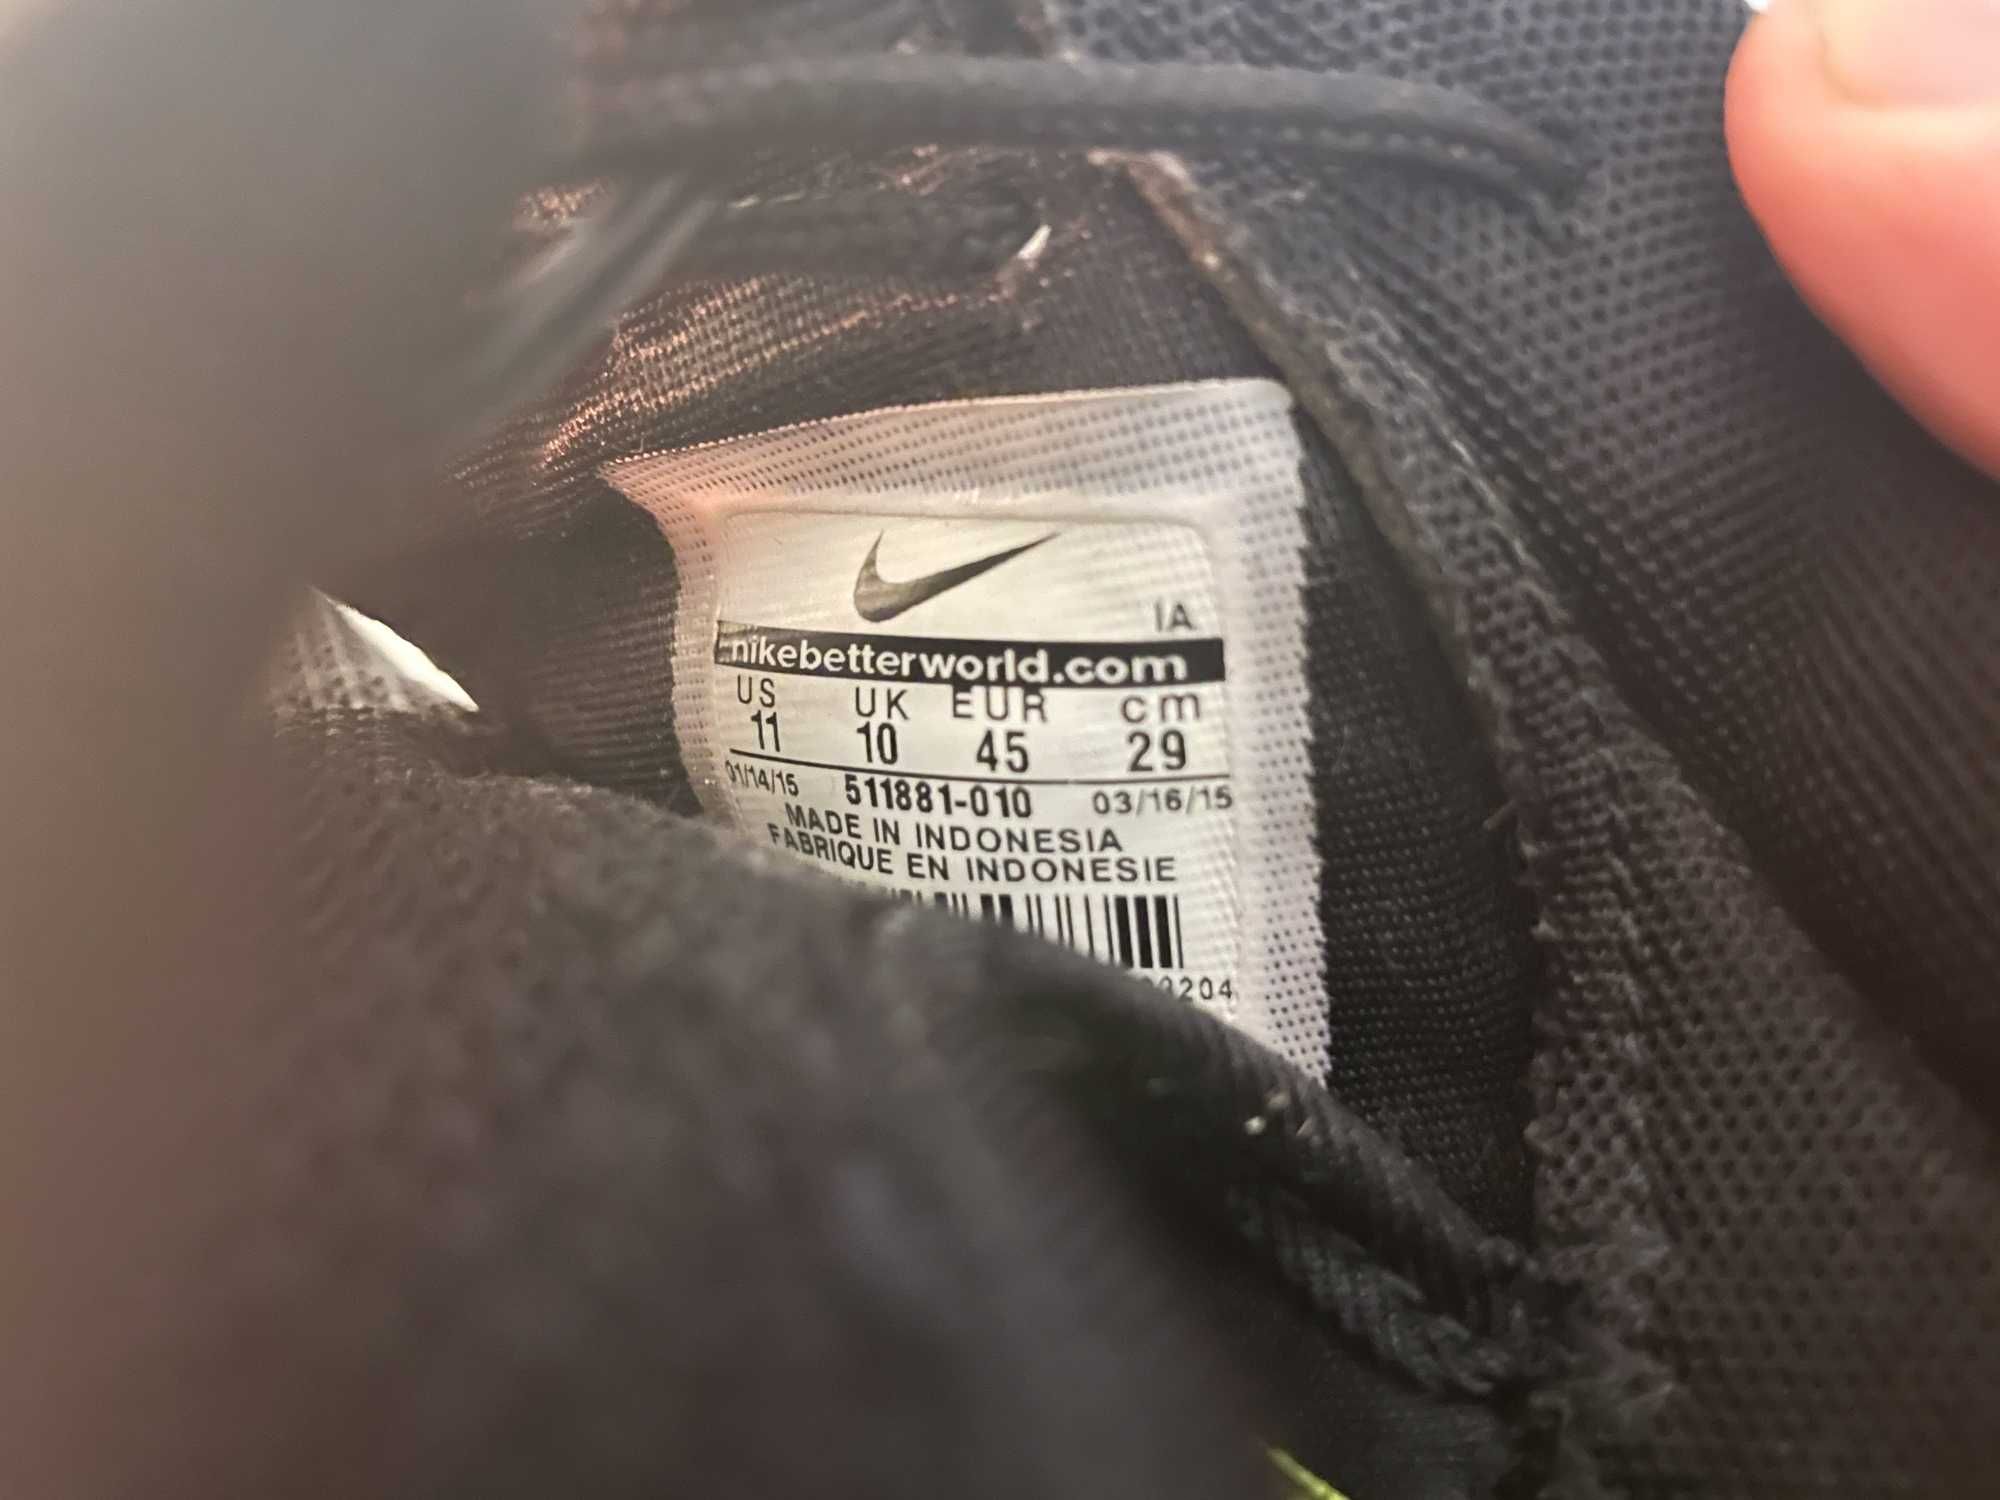 IA
nikebetterworld.com
US UK EUR cm
11 10 45 29
01/14/15 511881-010 03/16/15
MADE IN INDONESIA
FABRIQUE EN INDONESIE